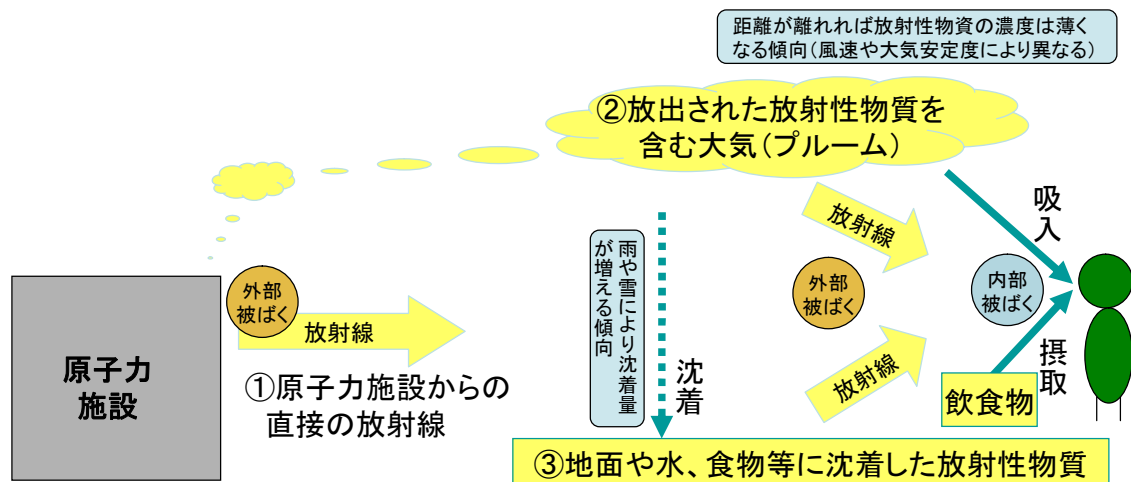 距離が離れれば放射性物資の濃度は薄く
なる傾向(風速や大気安定度により異なる)
②放出された放射性物質を
含む大気(プルーム)
原子力
施設
外部
被ばく
放射線
①原子力施設からの
直接の放射線
雨や雪により沈着量
が増える傾向
沈着
放射線
外部
被ばく
放射線
吸入
内部
被ばく
摂取
飲食物
③地面や水、食物等に沈着した放射性物質